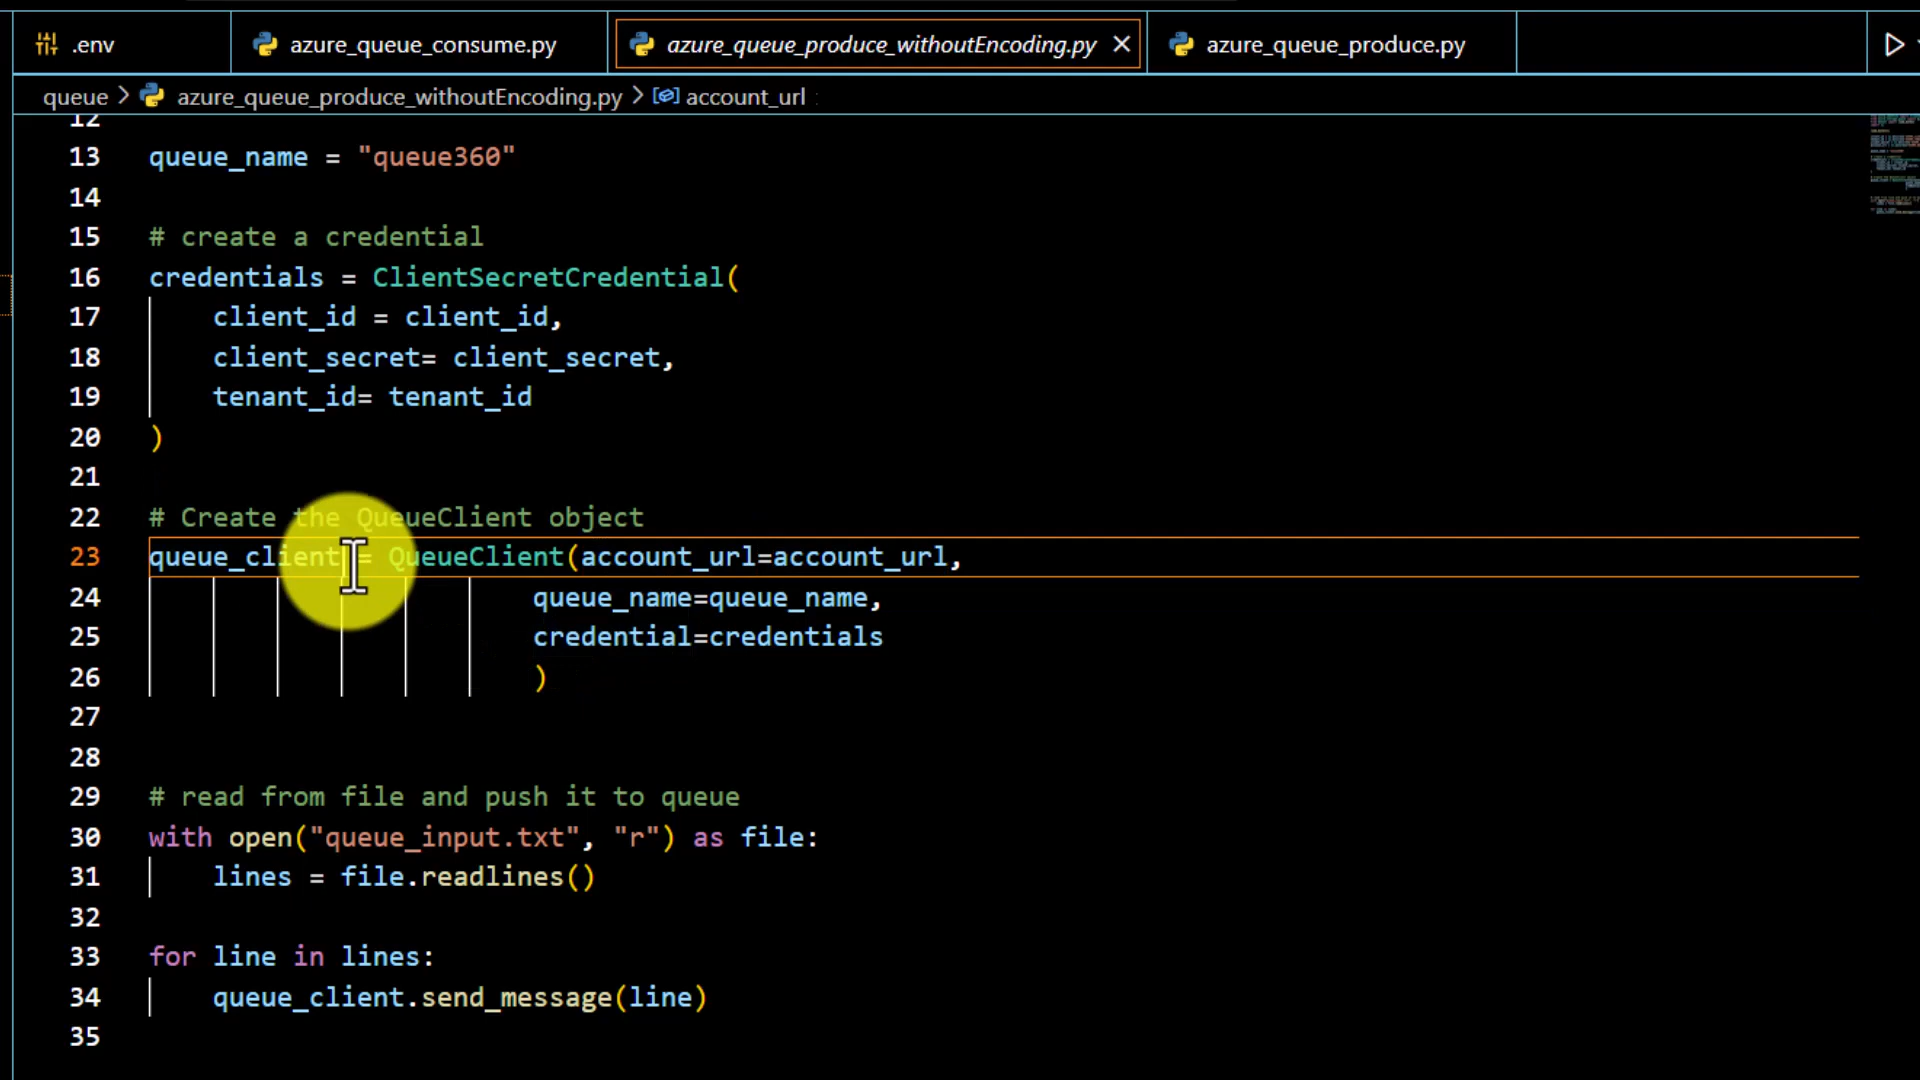 .env
azure_queue_consume.py
azure_queue_produce_withoutEncoding.py
azure_queue_produce.py
queue > azure_queue_produce_withoutEncoding.py > account_url
12
13 queue_name = "queue360"
14
15 # create a credential
16 credentials = ClientSecretCredential(
17     client_id = client_id,
18     client_secret= client_secret,
19     tenant_id= tenant_id
20 )
21
22 # Create the QueueClient object
23 queue_client = QueueClient(account_url=account_url,
24                         queue_name=queue_name,
25                         credential=credentials
26                         )
27
28
29 # read from file and push it to queue
30 with open("queue_input.txt", "r") as file:
31     lines = file.readlines()
32
33 for line in lines:
34     queue_client.send_message(line)
35